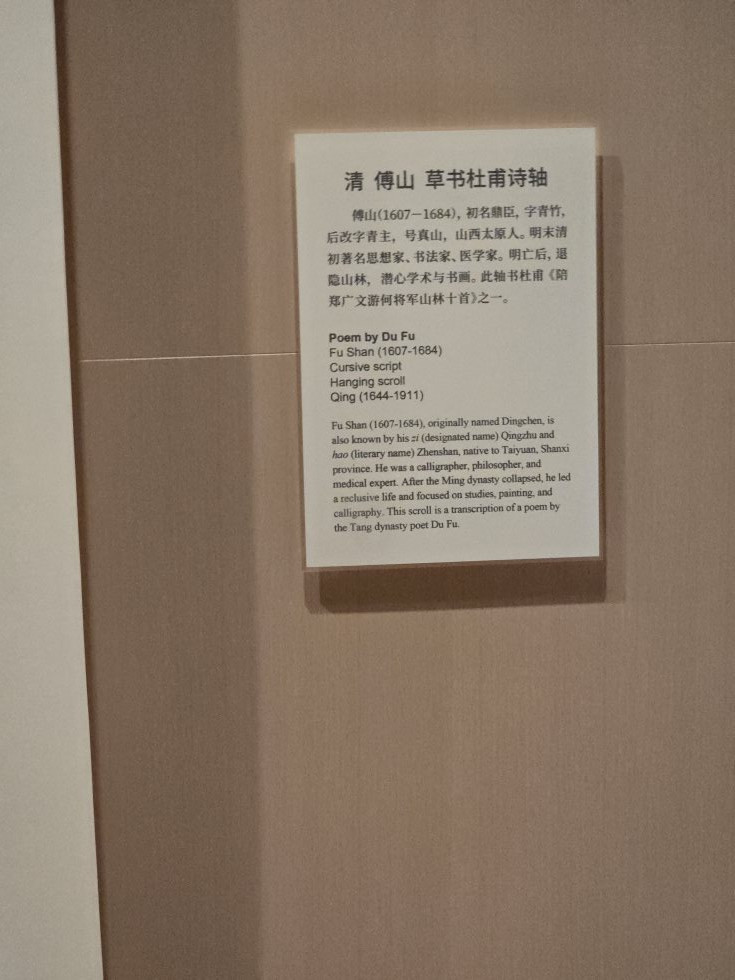 清 傅山 草书杜甫诗轴
傅山(1607－1684)，初名鼎臣，字青竹，
后改字青主，号真山，山西太原人。明末清
初著名思想家、书法家、医学家。明亡后，退
隐山林，潜心学术与书画。此轴书杜甫《陪
郑广文游何将军山林十首》之一。
Poem by Du Fu
Fu Shan (1607-1684)
Cursive script
Hanging scroll
Qing (1644-1911)
Fu Shan (1607-1684), originally named Dingchen, is
also known by his zi (designated name) Qingzhu and
hao (literary name) Zhenshan, native to Taiyuan, Shanxi
province. He was a calligrapher, philosopher, and
medical expert. After the Ming dynasty collapsed, he led
a reclusive life and focused on studies, painting, and
calligraphy. This scroll is a transcription of a poem by
the Tang dynasty poet Du Fu.